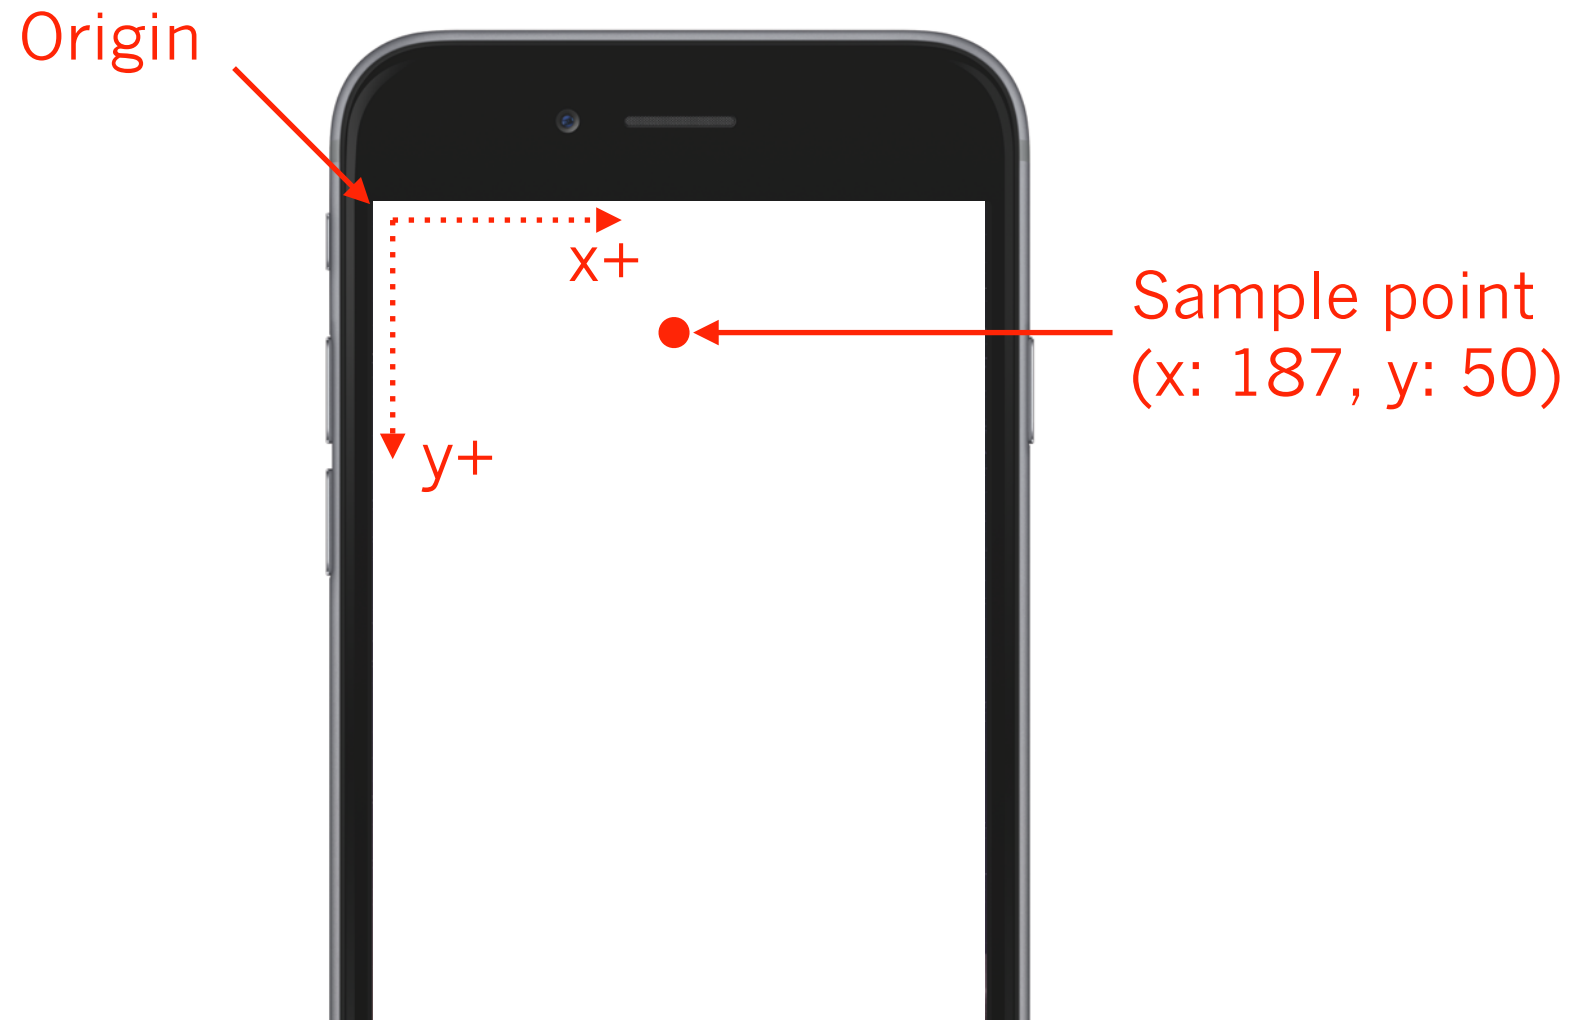 Origin
x+
y+
Sample point
(x: 187, y: 50)